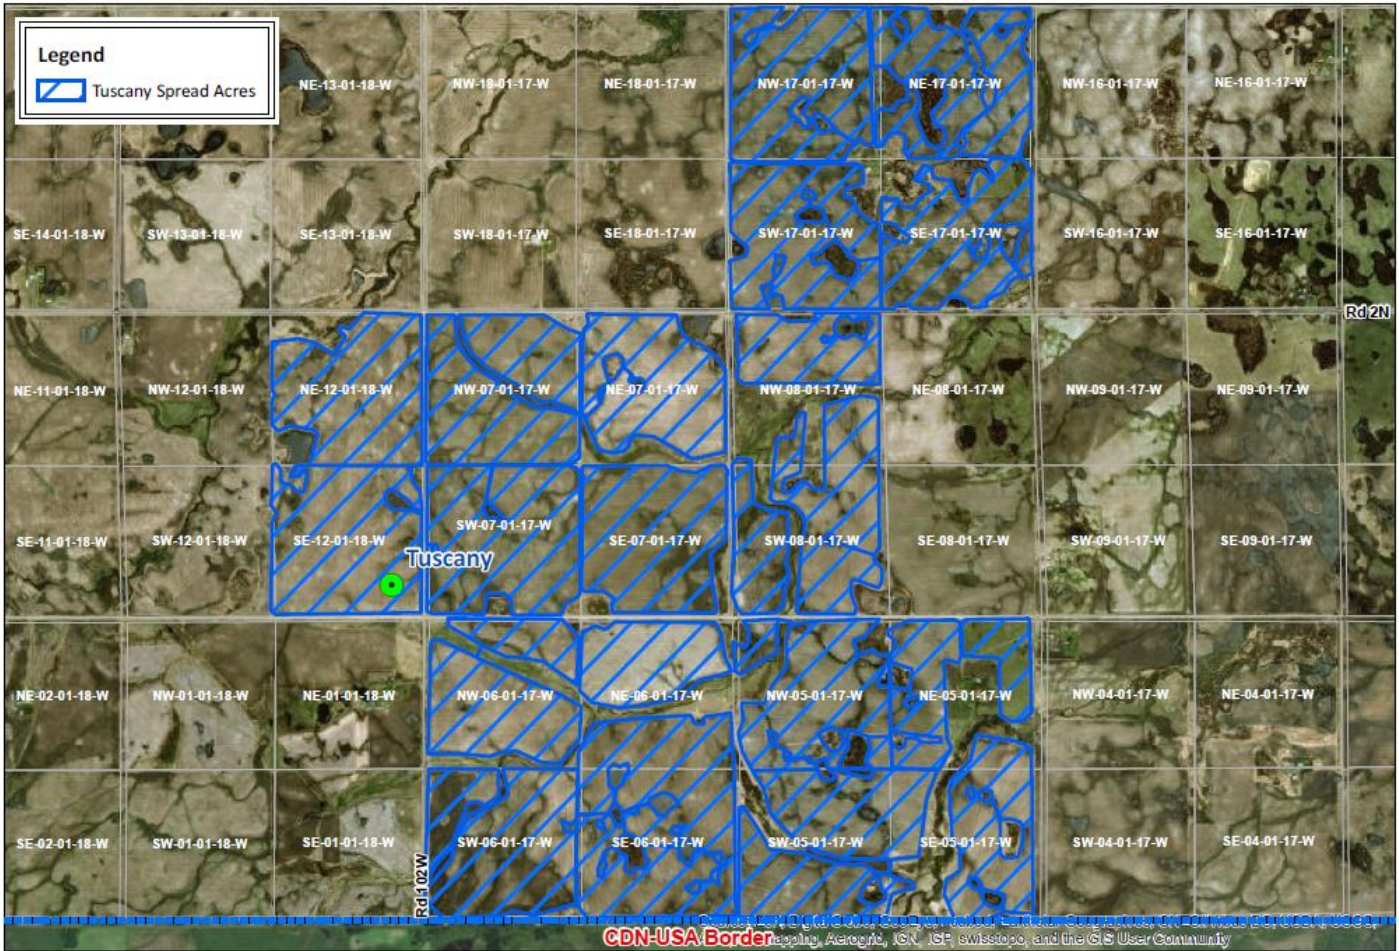 Legend
Tuscany Spread Acres
NE-13-01-18-W
NW-18-01-17-W
NE-18-01-17-W
NW-17-01-17-W
NE-17-01-17-W
NW-16-01-17-W
NE-16-01-17-W
SE-14-01-18-W
SW-13-01-18-W
SE-13-01-18-W
SW-18-01-17-W
SE-18-01-17-W
SW-17-01-17-W
SE-17-01-17-W
SW-16-01-17-W
SE-16-01-17-W
Rd 2N
NE-11-01-18-W
NW-12-01-18-W
NE-12-01-18-W
NW-07-01-17-W
NE-07-01-17-W
NW-08-01-17-W
NE-08-01-17-W
NW-09-01-17-W
NE-09-01-17-W
SE-11-01-18-W
SW-12-01-18-W
SE-12-01-18-W
SW-07-01-17-W
SE-07-01-17-W
SW-08-01-17-W
SE-08-01-17-W
SW-09-01-17-W
SE-09-01-17-W
Tuscany
NE-02-01-18-W
NW-01-01-18-W
NE-01-01-18-W
NW-06-01-17-W
NE-06-01-17-W
NW-05-01-17-W
NE-05-01-17-W
NW-04-01-17-W
NE-04-01-17-W
SE-02-01-18-W
SW-01-01-18-W
SE-01-01-18-W
SW-06-01-17-W
SE-06-01-17-W
SW-05-01-17-W
SE-05-01-17-W
SW-04-01-17-W
SE-04-01-17-W
Rd 102W
CDN-USA Border
Aerogrid, IGN, IGP, swisstopo, and the GIS User Community